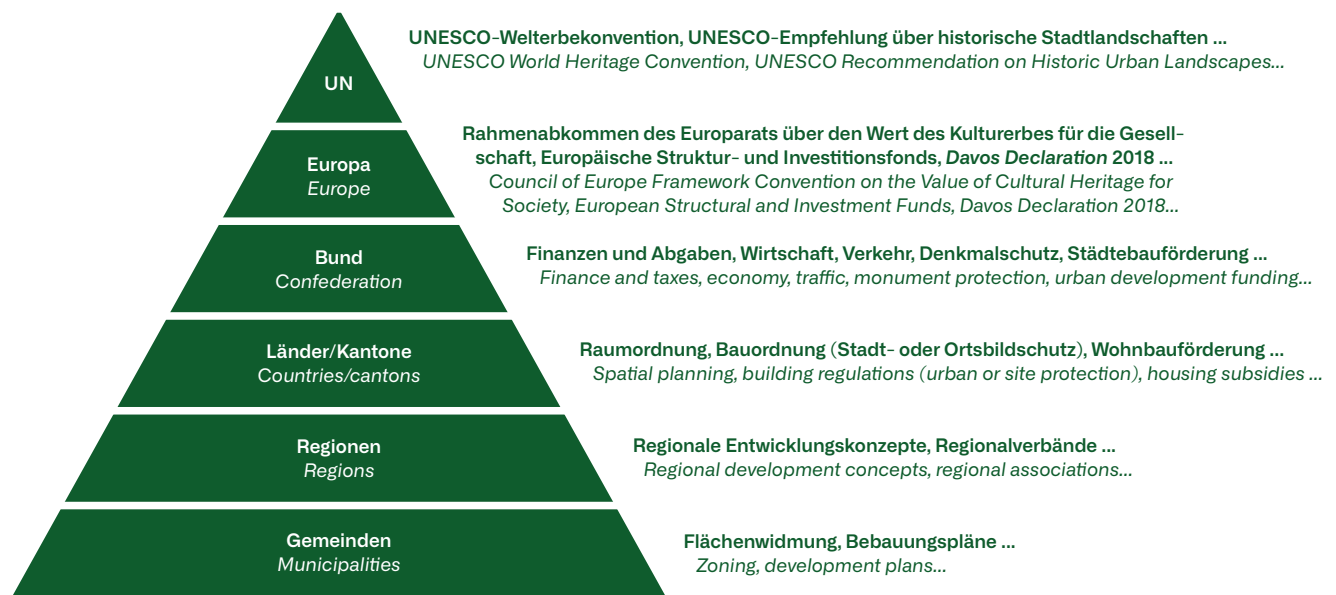 UN
UNESCO-Welterbekonvention, UNESCO-Empfehlung über historische Stadtlandschaften ...
UNESCO World Heritage Convention, UNESCO Recommendation on Historic Urban Landscapes...
Europa
Europe
Rahmenabkommen des Europarats über den Wert des Kulturerbes für die Gesell-
schaft, Europäische Struktur- und Investitionsfonds, Davos Declaration 2018 ...
Council of Europe Framework Convention on the Value of Cultural Heritage for
Society, European Structural and Investment Funds, Davos Declaration 2018...
Bund
Confederation
Finanzen und Abgaben, Wirtschaft, Verkehr, Denkmalschutz, Städtebauförderung ...
Finance and taxes, economy, traffic, monument protection, urban development funding...
Länder/Kantone
Countries/cantons
Raumordnung, Bauordnung (Stadt- oder Ortsbildschutz), Wohnbauförderung ...
Spatial planning, building regulations (urban or site protection), housing subsidies ...
Regionen
Regions
Regionale Entwicklungskonzepte, Regionalverbände ...
Regional development concepts, regional associations...
Gemeinden
Municipalities
Flächenwidmung, Bebauungspläne ...
Zoning, development plans...